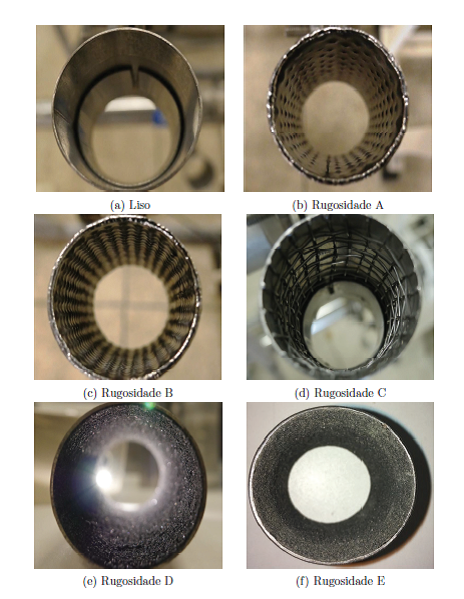 (a) Liso
(b) Rugosidade A
(c) Rugosidade B
(d) Rugosidade C
(e) Rugosidade D
(f) Rugosidade E